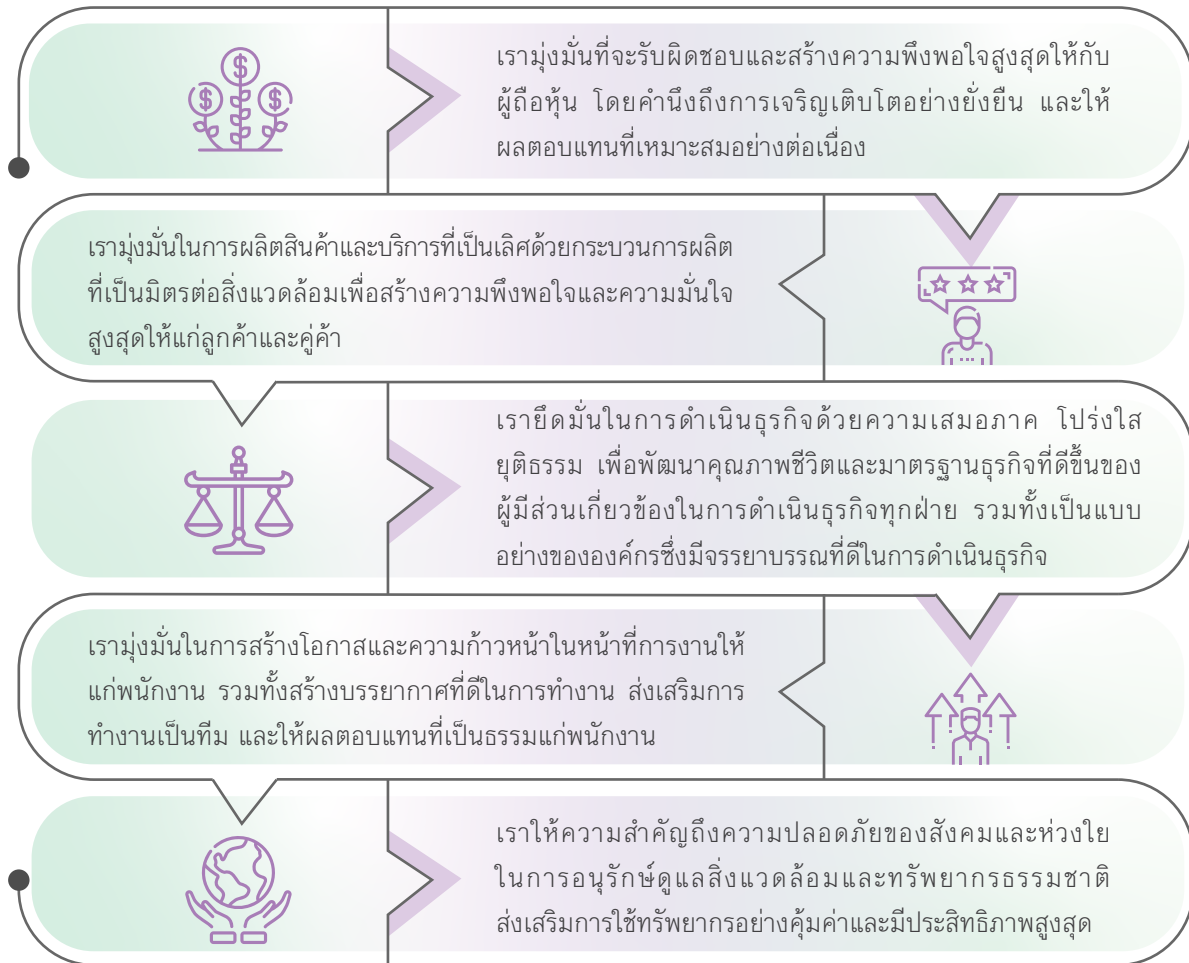 เรามุ่งมั่นที่จะรับผิดชอบและสร้างความพึงพอใจสูงสุดให้กับ
ผู้ถือหุ้น โดยคำนึงถึงการเจริญเติบโตอย่างยั่งยืน และให้
ผลตอบแทนที่เหมาะสมอย่างต่อเนื่อง
เรามุ่งมั่นในการผลิตสินค้าและบริการที่เป็นเลิศด้วยกระบวนการผลิต
ที่เป็นมิตรต่อสิ่งแวดล้อมเพื่อสร้างความพึงพอใจและความมั่นใจ
สูงสุดให้แก่ลูกค้าและคู่ค้า
เรายึดมั่นในการดำเนินธุรกิจด้วยความเสมอภาค โปร่งใส
ยุติธรรม เพื่อพัฒนาคุณภาพชีวิตและมาตรฐานธุรกิจที่ดีขึ้นของ
ผู้มีส่วนเกี่ยวข้องในการดำเนินธุรกิจทุกฝ่าย รวมทั้งเป็นแบบ
อย่างขององค์กรซึ่งมีจรรยาบรรณที่ดีในการดำเนินธุรกิจ
เรามุ่งมั่นในการสร้างโอกาสและความก้าวหน้าในหน้าที่การงานให้
แก่พนักงาน รวมทั้งสร้างบรรยากาศที่ดีในการทำงาน ส่งเสริมการ
ทำงานเป็นทีม และให้ผลตอบแทนที่เป็นธรรมแก่พนักงาน
เราให้ความสำคัญถึงความปลอดภัยของสังคมและห่วงใย
ในการอนุรักษ์ดูแลสิ่งแวดล้อมและทรัพยากรธรรมชาติ
ส่งเสริมการใช้ทรัพยากรอย่างคุ้มค่าและมีประสิทธิภาพสูงสุด